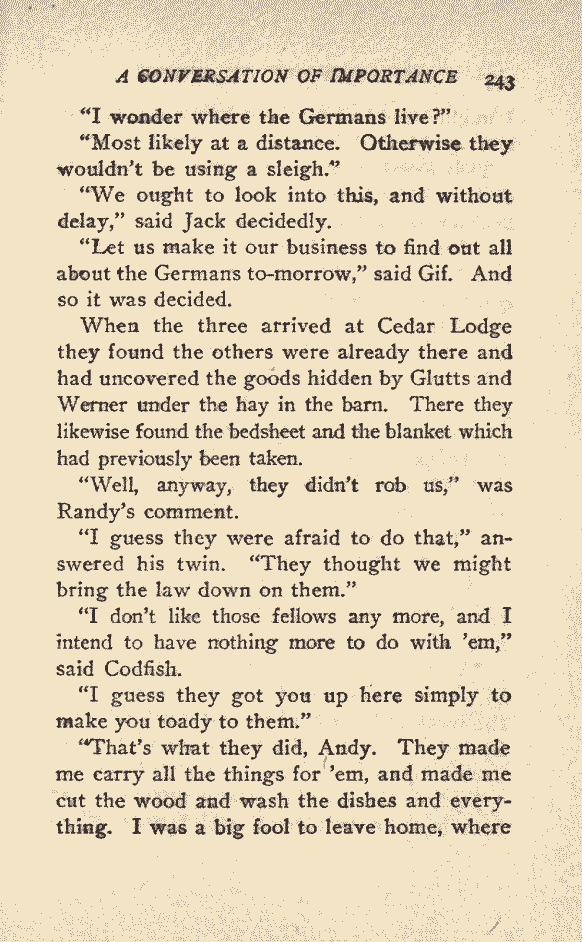 A CONVERSATION OF IMPORTANCE 243
"I wonder where the Germans live?"
"Most likely at a distance. Otherwise they
wouldn't be using a sleigh."
"We ought to look into this, and without
delay," said Jack decidedly.
"Let us make it our business to find out all
about the Germans to-morrow," said Gif. And
so it was decided.
When the three arrived at Cedar Lodge
they found the others were already there and
had uncovered the goods hidden by Glutts and
Werner under the hay in the barn. There they
likewise found the bedsheet and the blanket which
had previously been taken.
"Well, anyway, they didn't rob us," was
Randy's comment.
"I guess they were afraid to do that," an-
swered his twin. "They thought we might
bring the law down on them."
"I don't like those fellows any more, and I
intend to have nothing more to do with 'em,"
said Codfish.
"I guess they got you up here simply to
make you toady to them."
"That's what they did, Andy. They made
me carry all the things for 'em, and made me
cut the wood and wash the dishes and every-
thing. I was a big fool to leave home, where